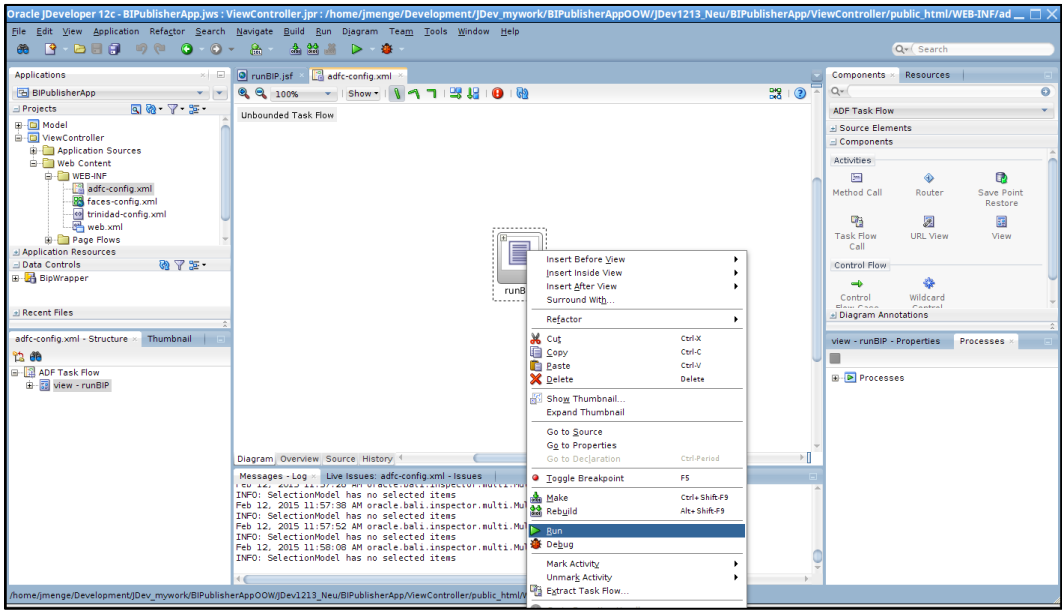 Oracle JDeveloper 12c - BIPublisherApp.jws : ViewController.jpr : /home/jmenge/Development/JDev_mywork/BIPublisherAppOOW/JDev1213_Neu/BIPublisherApp/ViewController/public_html/WEB-INF/ad
File Edit View Application Refactor Search Navigate Build Run Diagram Team Tools Window Help
Search
Applications
runBIP.jsf
adfc-config.xml
Components
Resources
BIPublisherApp
100%
Show
Projects
ADF Task Flow
Unbounded Task Flow
Model
ViewController
Application Sources
Web Content
WEB-INF
adfc-config.xml
faces-config.xml
trinidad-config.xml
web.xml
Page Flows
Application Resources
Data Controls
BipWrapper
Recent Files
Source Elements
Components
Activities
Method Call
Router
Save Point Restore
Task Flow Call
URL View
View
Control Flow
Control
Wildcard
Diagram Annotations
runB
Insert Before View
Insert Inside View
Insert After View
Surround With...
Refactor
Cut Ctrl-X
Copy Ctrl-C
Paste Ctrl-V
Delete Delete
Show Thumbnail...
Expand Thumbnail
Go to Source
Go to Properties
Go to Declaration Ctrl-Period
Toggle Breakpoint F5
Make Ctrl+Shift-F9
Rebuild Alt+Shift-F9
Run
Debug
Mark Activity
Unmark Activity
Extract Task Flow...
adfc-config.xml - Structure
Thumbnail
ADF Task Flow
view - runBIP
view - runBIP - Properties
Processes
Processes
Diagram Overview Source History
Messages - Log
Live Issues: adfc-config.xml - Issues
INFO: SelectionModel has no selected items
Feb 12, 2015 11:57:38 AM oracle.bali.inspector.multi.Mul
INFO: SelectionModel has no selected items
Feb 12, 2015 11:57:52 AM oracle.bali.inspector.multi.Mul
INFO: SelectionModel has no selected items
Feb 12, 2015 11:58:08 AM oracle.bali.inspector.multi.Mul
INFO: SelectionModel has no selected items
/home/jmenge/Development/JDev_mywork/BIPublisherAppOOW/JDev1213_Neu/BIPublisherApp/ViewController/public_html/W